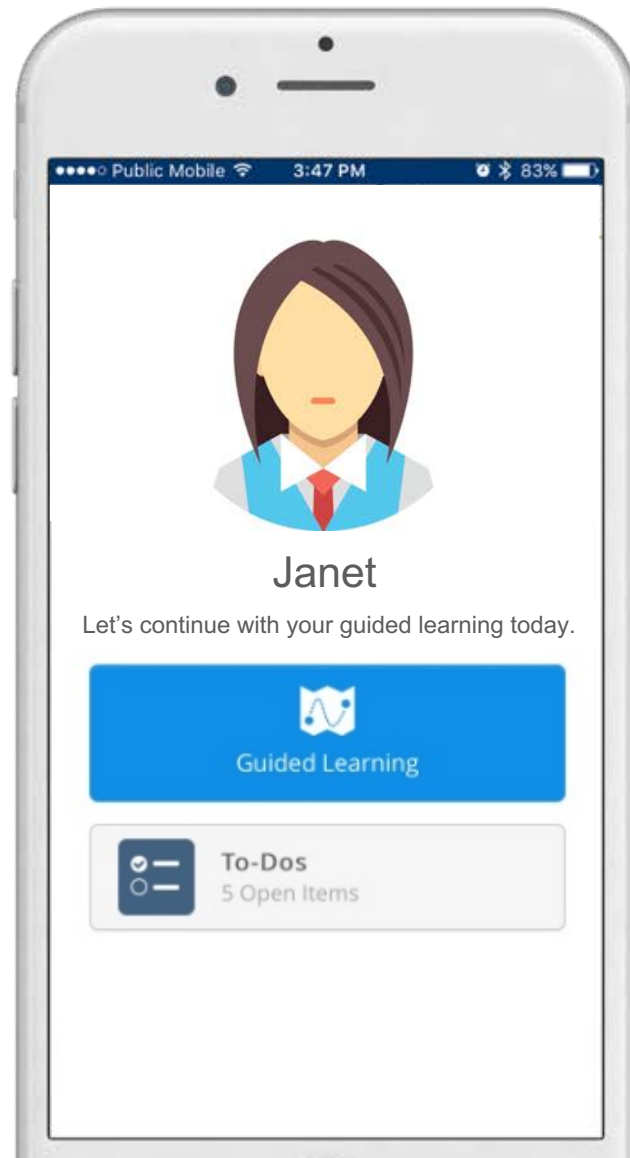 Public Mobile 3:47 PM 83%
Janet
Let’s continue with your guided learning today.
Guided Learning
To-Dos
5 Open Items